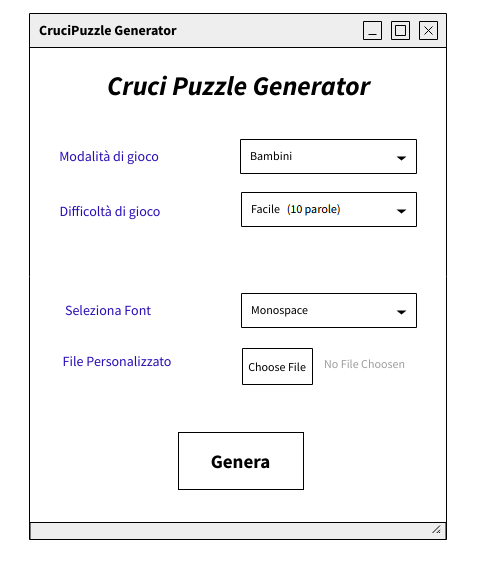 CruciPuzzle Generator
Cruci Puzzle Generator
Modalità di gioco Bambini
Difficoltà di gioco Facile (10 parole)
Seleziona Font Monospace
File Personalizzato Choose File No File Choosen
Genera